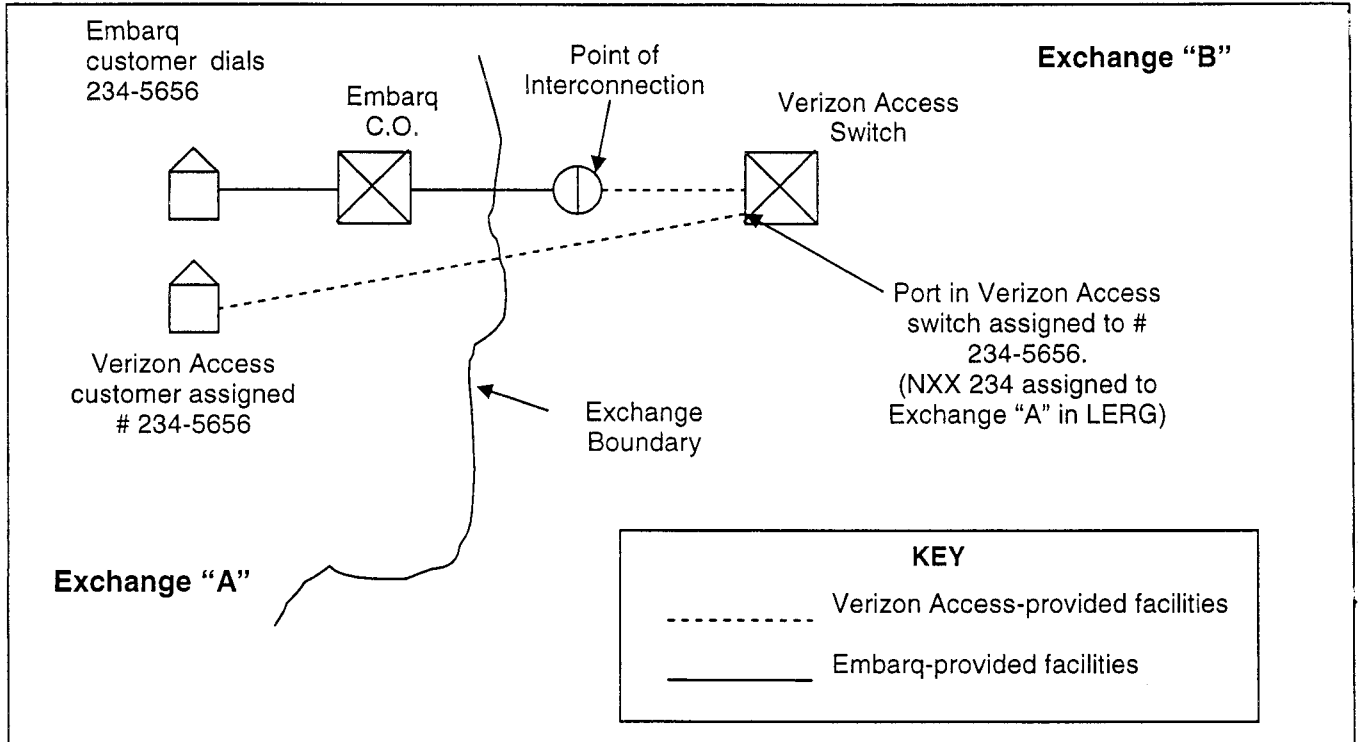 Embarq
customer dials
234-5656
Embarq
C.O.
Point of
Interconnection
Exchange “B”
Verizon Access
Switch
Verizon Access
customer assigned
# 234-5656
Exchange
Boundary
Port in Verizon Access
switch assigned to #
234-5656.
(NXX 234 assigned to
Exchange “A” in LERG)
Exchange “A”
KEY
Verizon Access-provided facilities
Embarq-provided facilities